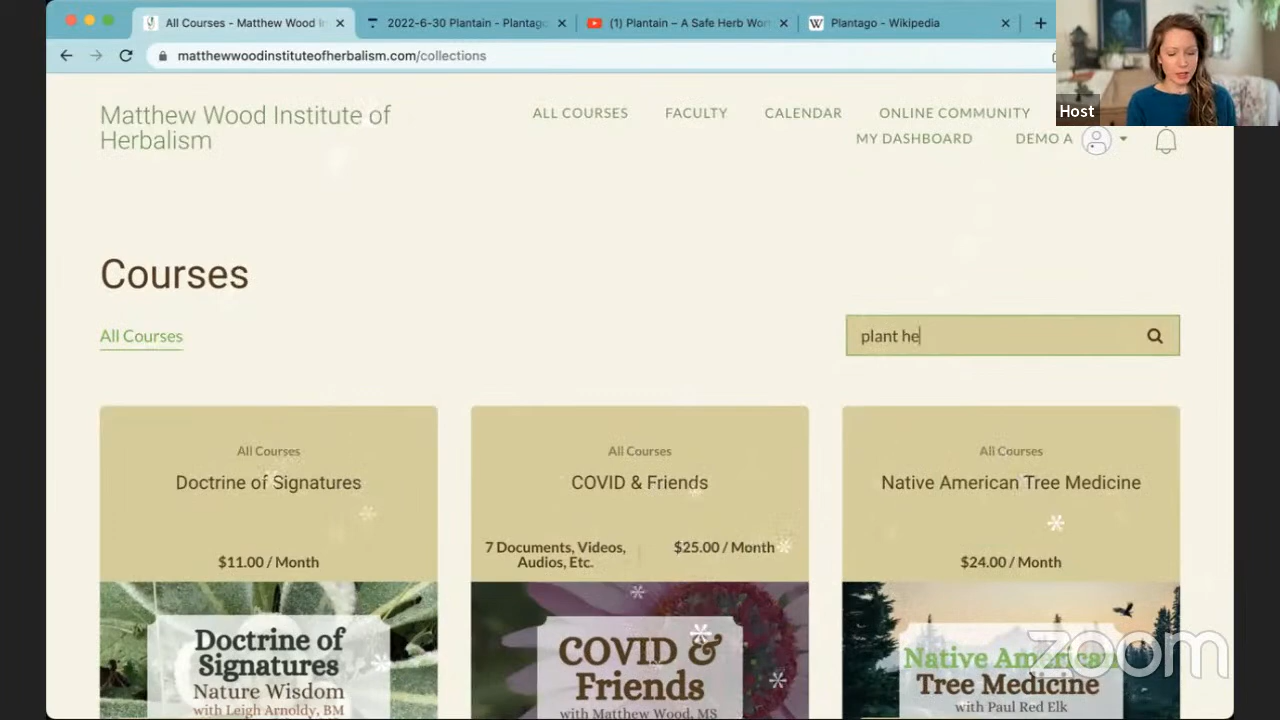 All Courses - Matthew Wood In
2022-6-30 Plantain - Plantago
(1) Plantain – A Safe Herb Wor
Plantago - Wikipedia
matthewwoodinstituteofherbalism.com/collections
Host
Matthew Wood Institute of
Herbalism
ALL COURSES
FACULTY
CALENDAR
ONLINE COMMUNITY
MY DASHBOARD
DEMO A
Courses
All Courses
plant he
All Courses
Doctrine of Signatures
$11.00 / Month
All Courses
COVID & Friends
7 Documents, Videos,
Audios, Etc.
$25.00 / Month
All Courses
Native American Tree Medicine
$24.00 / Month
Doctrine of
Signatures
Nature Wisdom
with Leigh Arnoldy, BM
COVID &
Friends
with Matthew Wood, MS
Native American
Tree Medicine
with Paul Red Elk
zoom